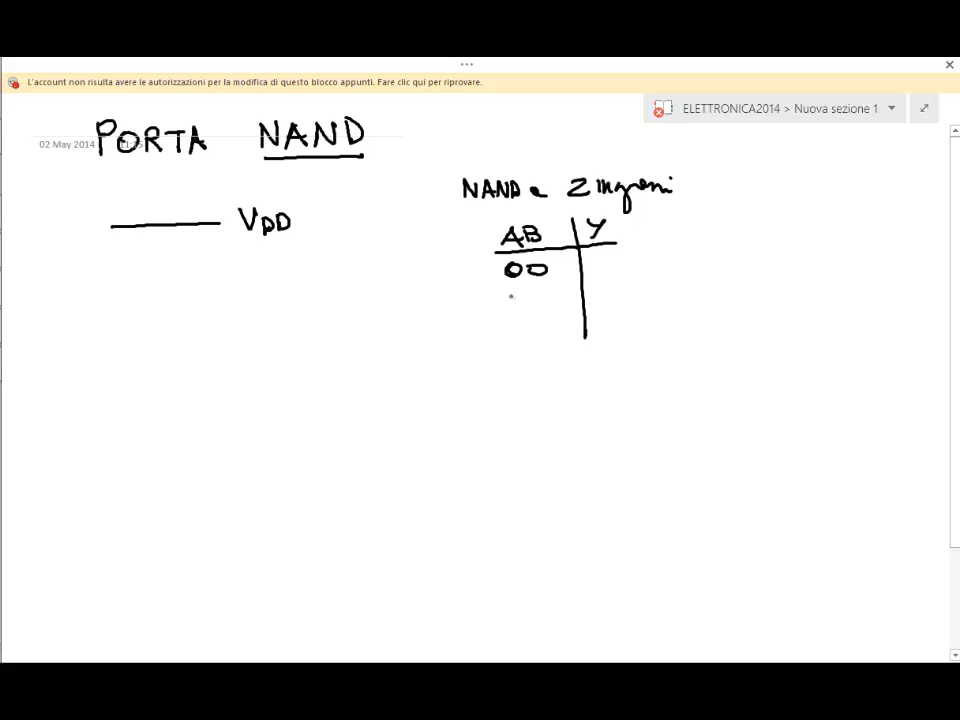 L'account non risulta avere le autorizzazioni per la modifica di questo blocco appunti. Fare clic qui per riprovare.
ELETTRONICA2014 > Nuova sezione 1
PORTA NAND
02 May 2014
NAND a 2 ingressi
VDD
AB Y
00